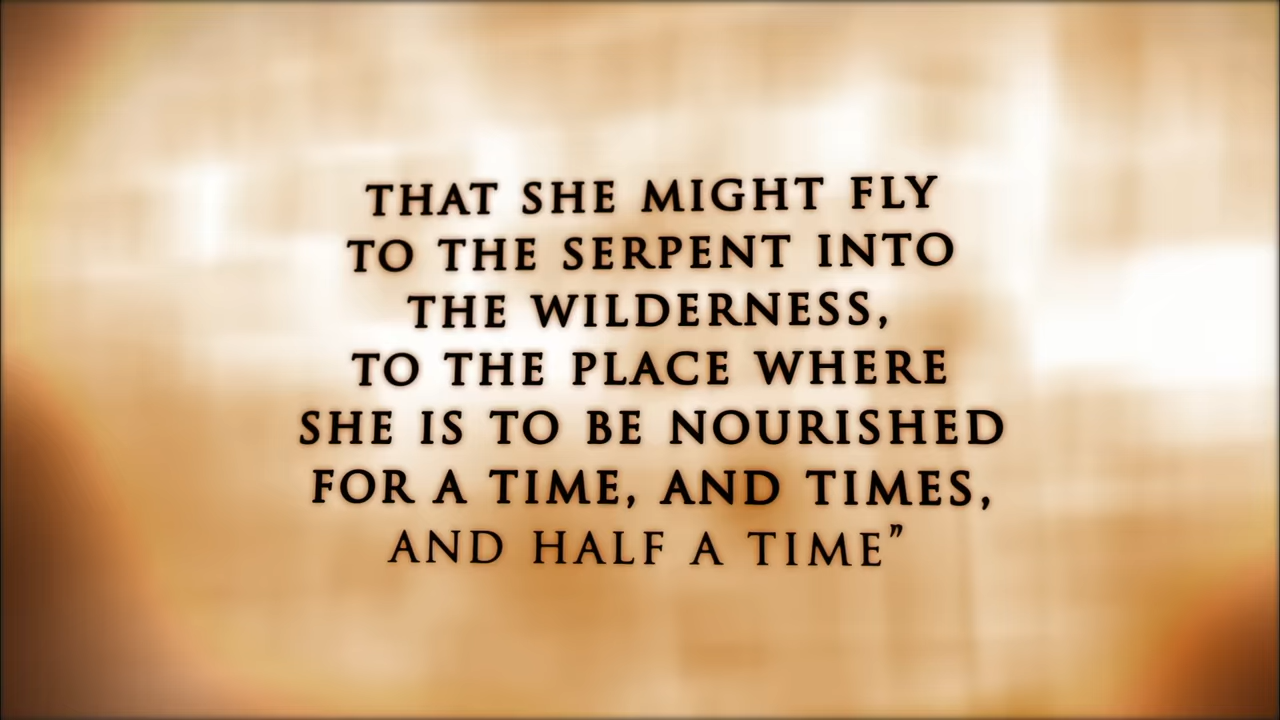 THAT SHE MIGHT FLY
TO THE SERPENT INTO
THE WILDERNESS,
TO THE PLACE WHERE
SHE IS TO BE NOURISHED
FOR A TIME, AND TIMES,
AND HALF A TIME”